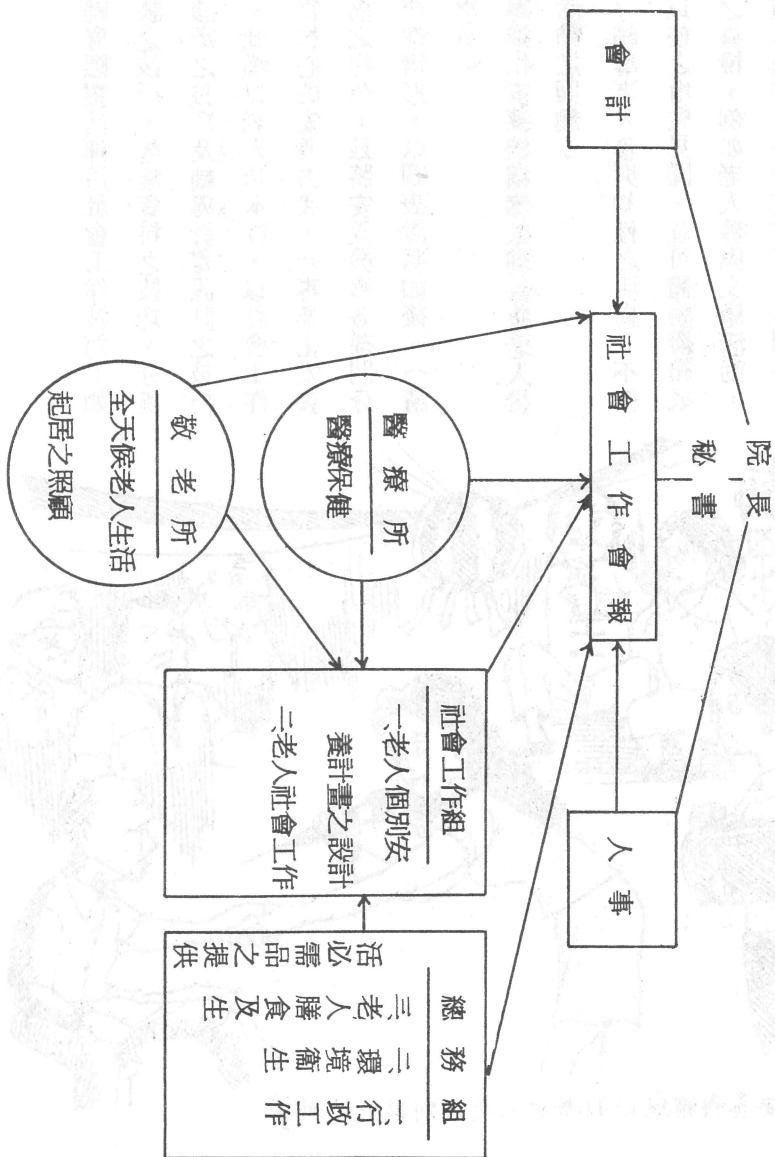 院長
秘書
會計
社會工作會報
人事
敬老所
全天候老人生活
起居之照顧
醫療所
醫療保健
社會工作組
一、老人個別安
養計畫之設計
二、老人社會工作
總務組
一、行政工作
二、環境衞生
三、老人膳食及生
活必需品之提供